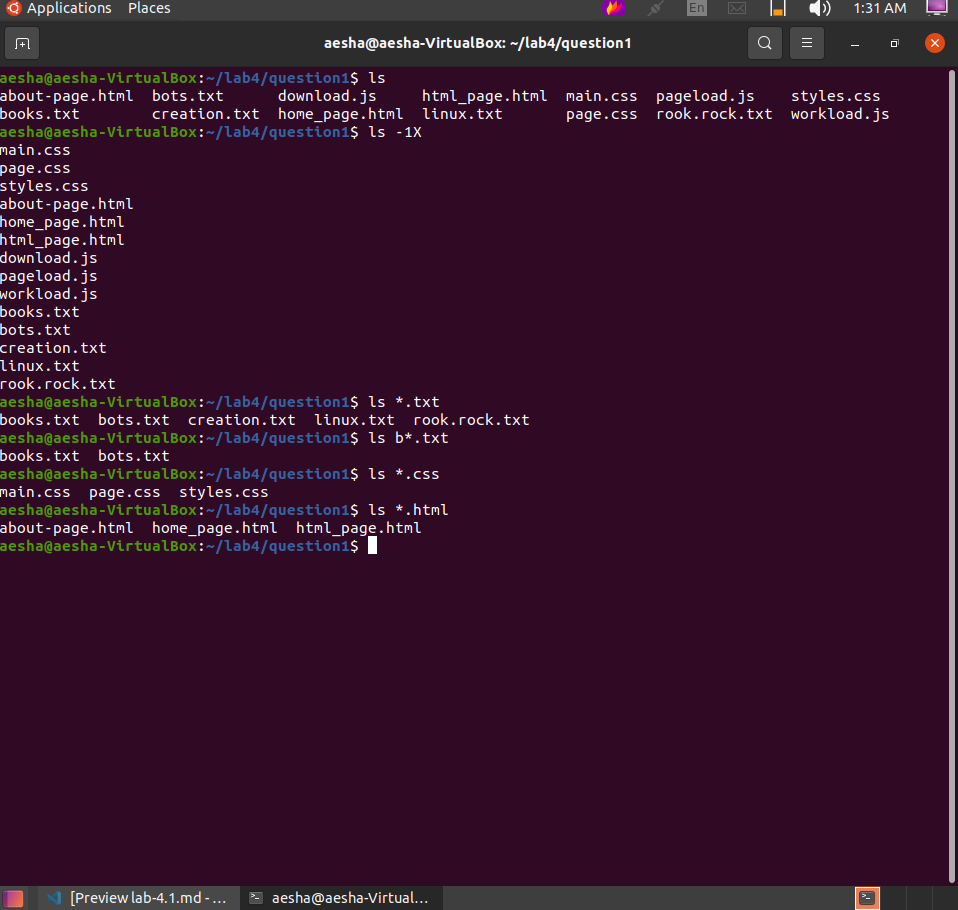 Applications Places En 1:31 AM
aesha@aesha-VirtualBox: ~/lab4/question1
aesha@aesha-VirtualBox:~/lab4/question1$ ls
about-page.html bots.txt download.js html_page.html main.css pageload.js styles.css
books.txt creation.txt home_page.html linux.txt page.css rook.rock.txt workload.js
aesha@aesha-VirtualBox:~/lab4/question1$ ls -1X
main.css
page.css
styles.css
about-page.html
home_page.html
html_page.html
download.js
pageload.js
workload.js
books.txt
bots.txt
creation.txt
linux.txt
rook.rock.txt
aesha@aesha-VirtualBox:~/lab4/question1$ ls *.txt
books.txt bots.txt creation.txt linux.txt rook.rock.txt
aesha@aesha-VirtualBox:~/lab4/question1$ ls b*.txt
books.txt bots.txt
aesha@aesha-VirtualBox:~/lab4/question1$ ls *.css
main.css page.css styles.css
aesha@aesha-VirtualBox:~/lab4/question1$ ls *.html
about-page.html home_page.html html_page.html
aesha@aesha-VirtualBox:~/lab4/question1$
[Preview lab-4.1.md - ... aesha@aesha-Virtual...